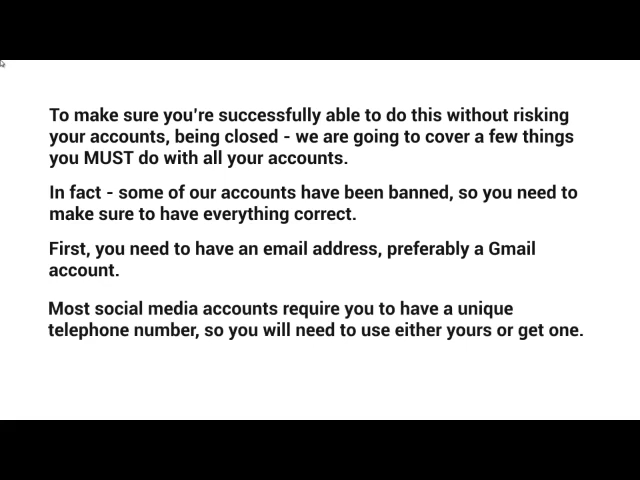 To make sure you're successfully able to do this without risking
your accounts, being closed - we are going to cover a few things
you MUST do with all your accounts.
In fact - some of our accounts have been banned, so you need to
make sure to have everything correct.
First, you need to have an email address, preferably a Gmail
account.
Most social media accounts require you to have a unique
telephone number, so you will need to use either yours or get one.